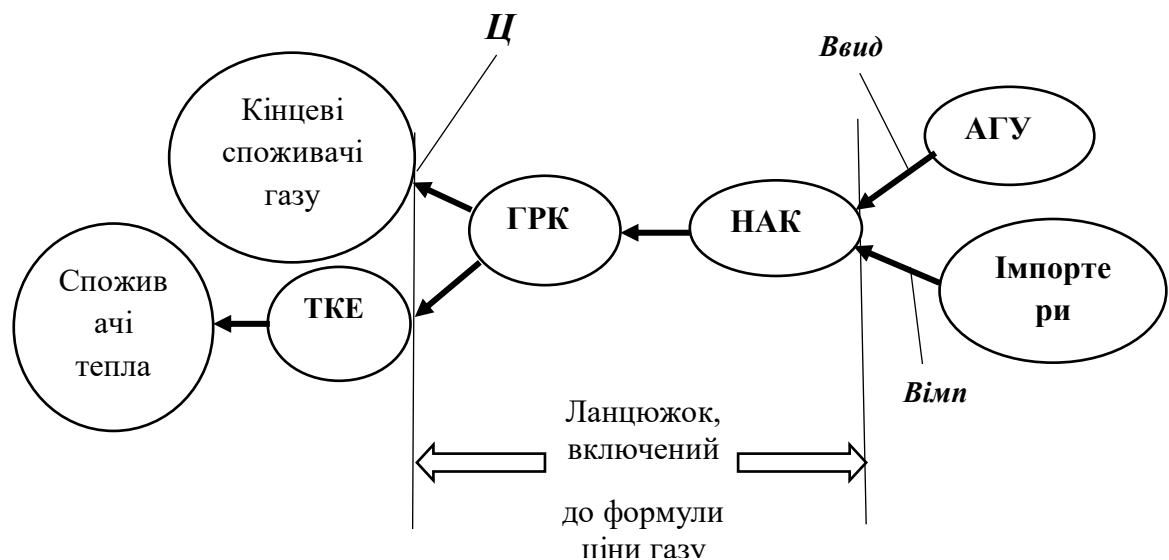 Ц
Ввид
Кінцеві
споживачі
газу
АГУ
ГРК
НАК
Імпорте
ри
Спожив
ачі
тепла
ТКЕ
Вімп
Ланцюжок,
включений
до формули
ціни газу